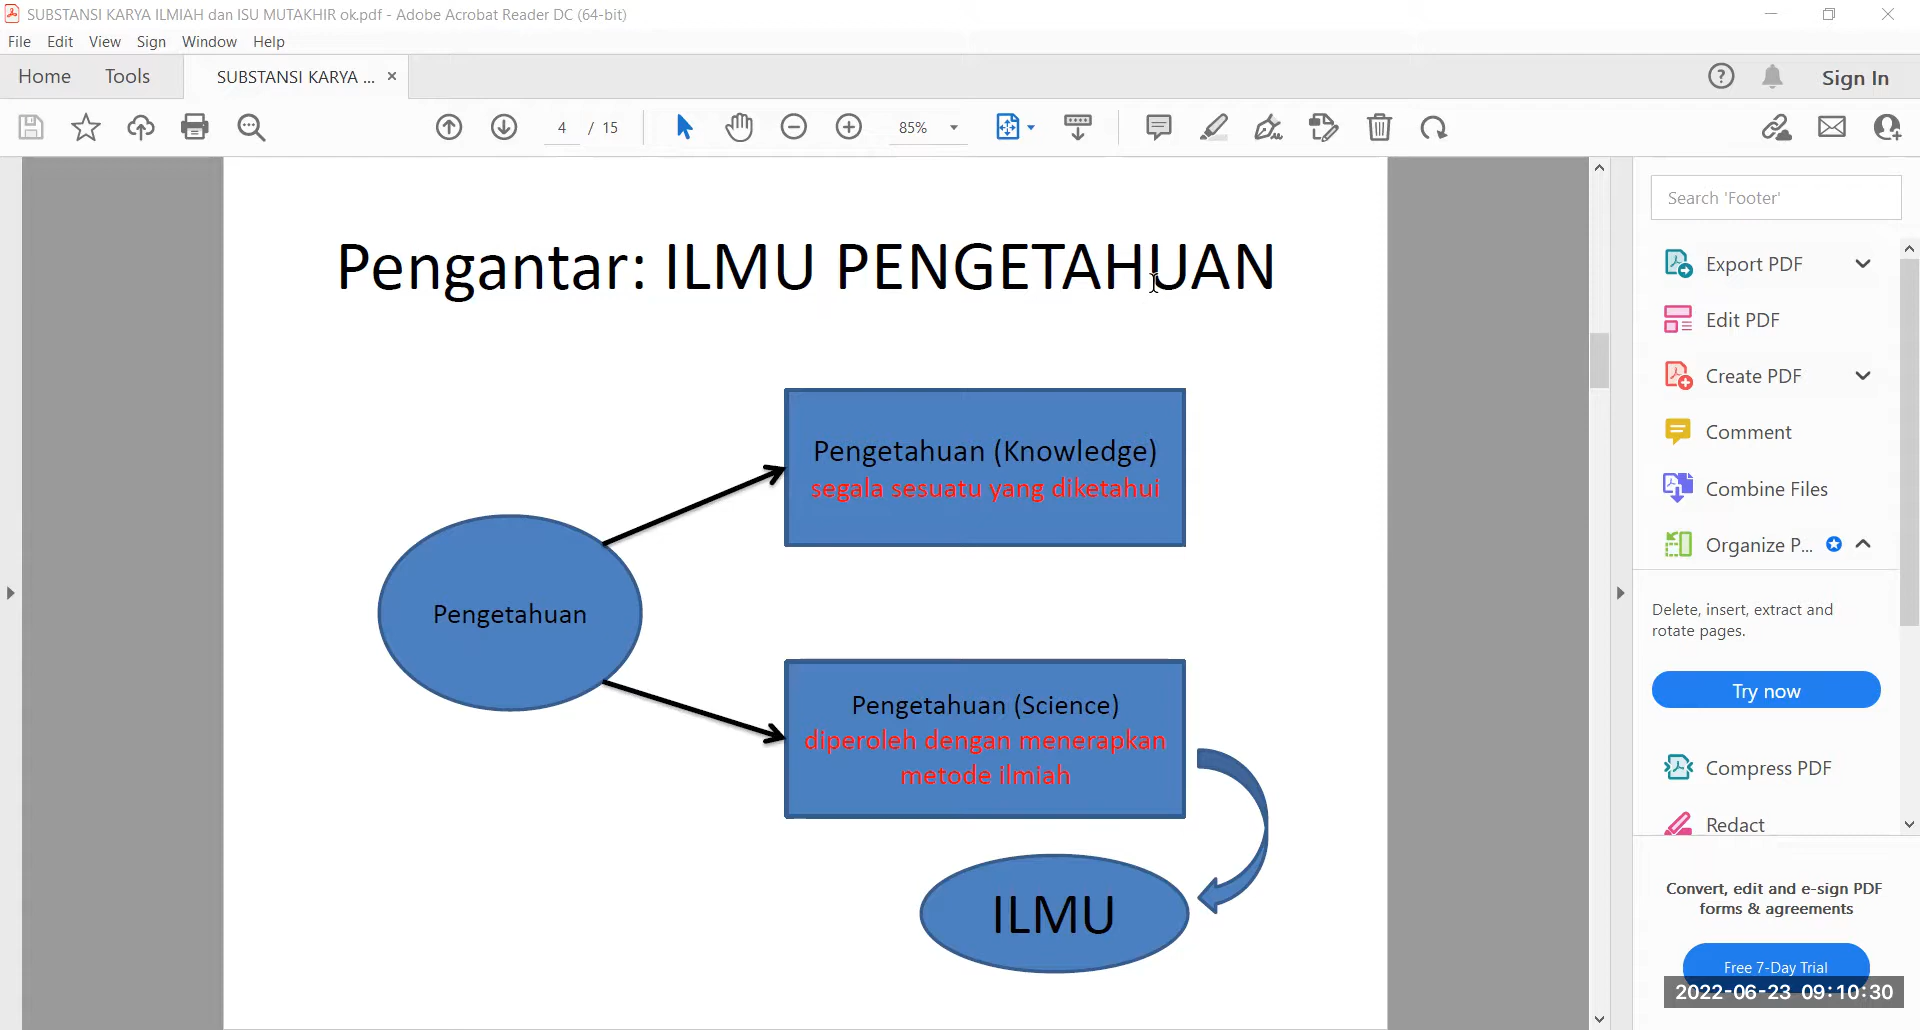 SUBSTANSI KARYA ILMIAH dan ISU MUTAKHIR ok.pdf - Adobe Acrobat Reader DC (64-bit)
File Edit View Sign Window Help
Home Tools SUBSTANSI KARYA ... × Sign In
4 / 15 85%
Pengantar: ILMU PENGETAHUAN
Pengetahuan (Knowledge)
segala sesuatu yang diketahui
Pengetahuan
Pengetahuan (Science)
diperoleh dengan menerapkan
metode ilmiah
ILMU
Search 'Footer'
Export PDF
Edit PDF
Create PDF
Comment
Combine Files
Organize P...
Delete, insert, extract and
rotate pages.
Try now
Compress PDF
Redact
Convert, edit and e-sign PDF
forms & agreements
Free 7-Day Trial
2022-06-23 09:10:30